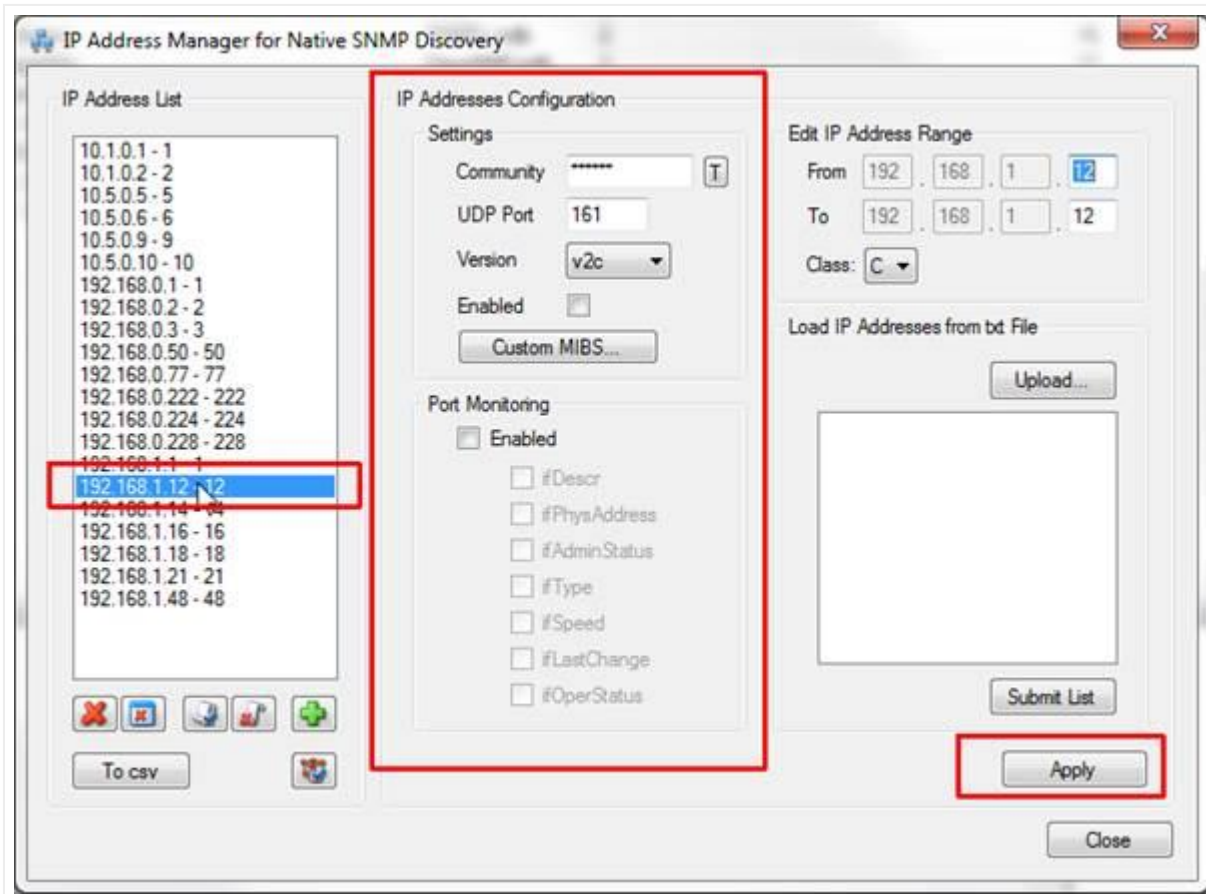 IP Address Manager for Native SNMP Discovery
IP Address List
10.1.0.1 - 1
10.1.0.2 - 2
10.5.0.5 - 5
10.5.0.6 - 6
10.5.0.9 - 9
10.5.0.10 - 10
192.168.0.1 - 1
192.168.0.2 - 2
192.168.0.3 - 3
192.168.0.50 - 50
192.168.0.77 - 77
192.168.0.222 - 222
192.168.0.224 - 224
192.168.0.228 - 228
192.168.1.1 - 1
192.168.1.12 - 12
192.168.1.14 - 14
192.168.1.16 - 16
192.168.1.18 - 18
192.168.1.21 - 21
192.168.1.48 - 48
To csv
IP Addresses Configuration
Settings
Community ****** T
UDP Port 161
Version v2c
Enabled
Custom MIBS...
Port Monitoring
Enabled
ifDescr
ifPhysAddress
ifAdminStatus
ifType
ifSpeed
ifLastChange
ifOperStatus
Edit IP Address Range
From 192 . 168 . 1 . 12
To 192 . 168 . 1 . 12
Class: C
Load IP Addresses from txt File
Upload...
Submit List
Apply
Close